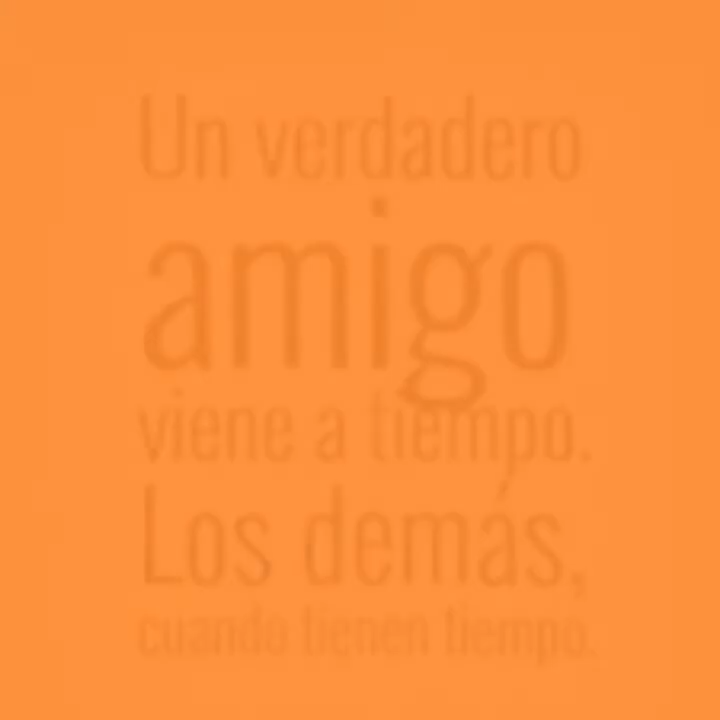 Un verdadero
amigo
viene a tiempo.
Los demás,
cuando tienen tiempo.